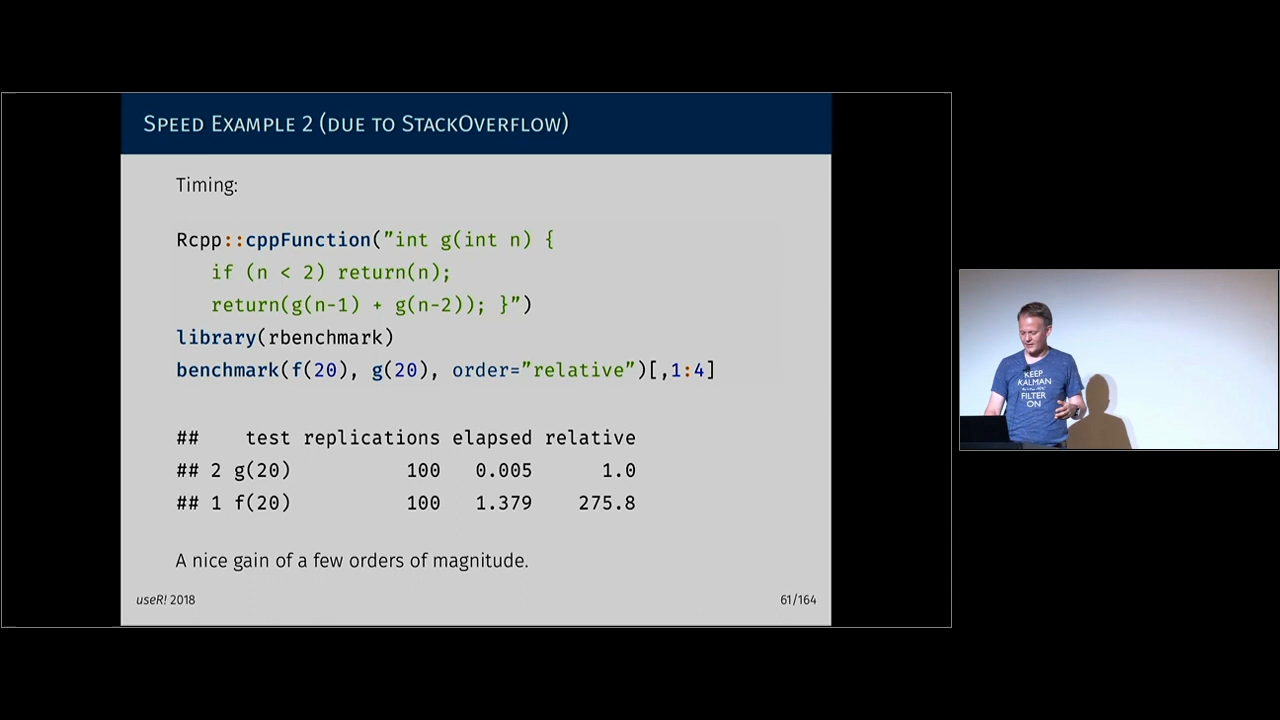 SPEED EXAMPLE 2 (DUE TO STACKOVERFLOW)
Timing:
Rcpp::cppFunction("int g(int n) {
if (n < 2) return(n);
return(g(n-1) + g(n-2)); }")
library(rbenchmark)
benchmark(f(20), g(20), order="relative")[,1:4]
## test replications elapsed relative
## 2 g(20) 100 0.005 1.0
## 1 f(20) 100 1.379 275.8
A nice gain of a few orders of magnitude.
useR! 2018
61/164
KEEP
KALMAN
FILTER
ON